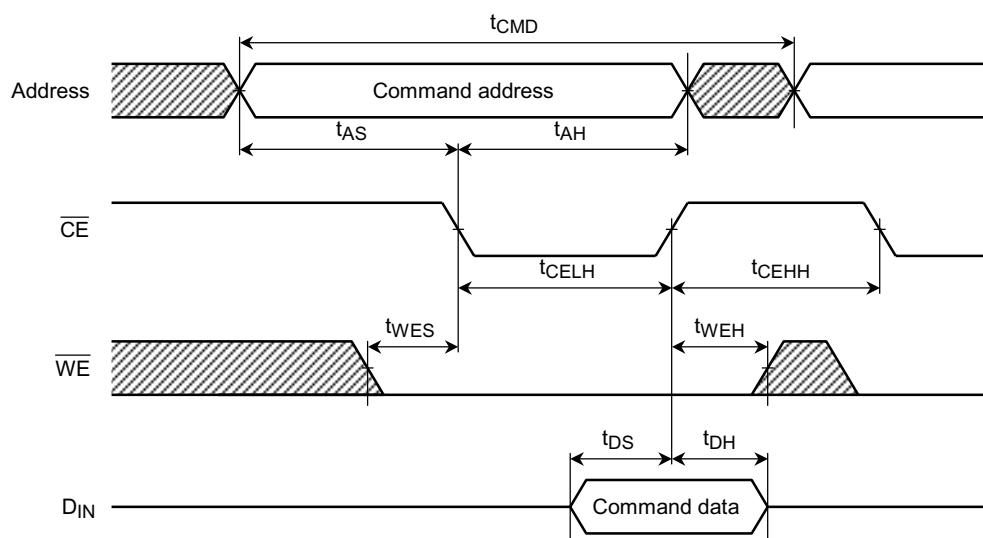 tCMD
Address
Command address
tAS
tAH
CE
tCELH
tCEHH
tWES
tWEH
WE
tDS
tDH
DIN
Command data